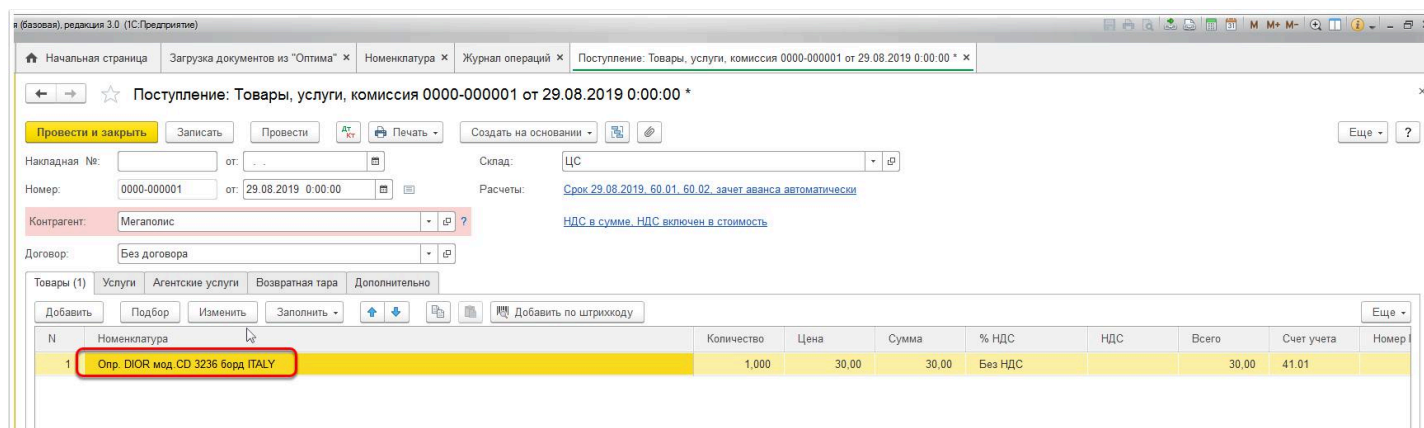 я (базовая), редакция 3.0 (1С:Предприятие) M M+ M-
Начальная страница Загрузка документов из "Оптима" × Номенклатура × Журнал операций × Поступление: Товары, услуги, комиссия 0000-000001 от 29.08.2019 0:00:00 * ×
Поступление: Товары, услуги, комиссия 0000-000001 от 29.08.2019 0:00:00 *
Провести и закрыть Записать Провести Дт Кт Печать Создать на основании Еще ?
Накладная №: от: . . Склад: ЦС
Номер: 0000-000001 от: 29.08.2019 0:00:00 Расчеты: Срок 29.08.2019, 60.01, 60.02, зачет аванса автоматически
Контрагент: Мегаполис ? НДС в сумме, НДС включен в стоимость
Договор: Без договора
Товары (1) Услуги Агентские услуги Возвратная тара Дополнительно
Добавить Подбор Изменить Заполнить Добавить по штрихкоду Еще
N Номенклатура Количество Цена Сумма % НДС НДС Всего Счет учета Номер
1 Опр. DIOR мод.CD 3236 борд ITALY 1,000 30,00 30,00 Без НДС 30,00 41.01